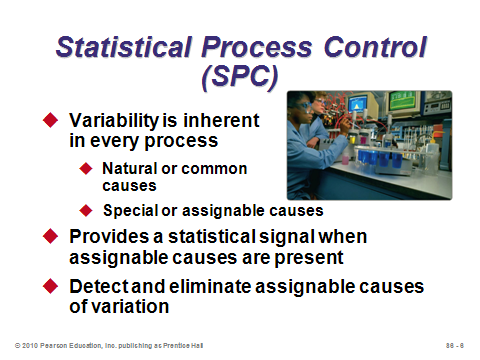 Statistical Process Control
(SPC)
Variability is inherent
in every process
Natural or common
causes
Special or assignable causes
Provides a statistical signal when
assignable causes are present
Detect and eliminate assignable causes
of variation
© 2010 Pearson Education, Inc. publishing as Prentice Hall
S6 - 6